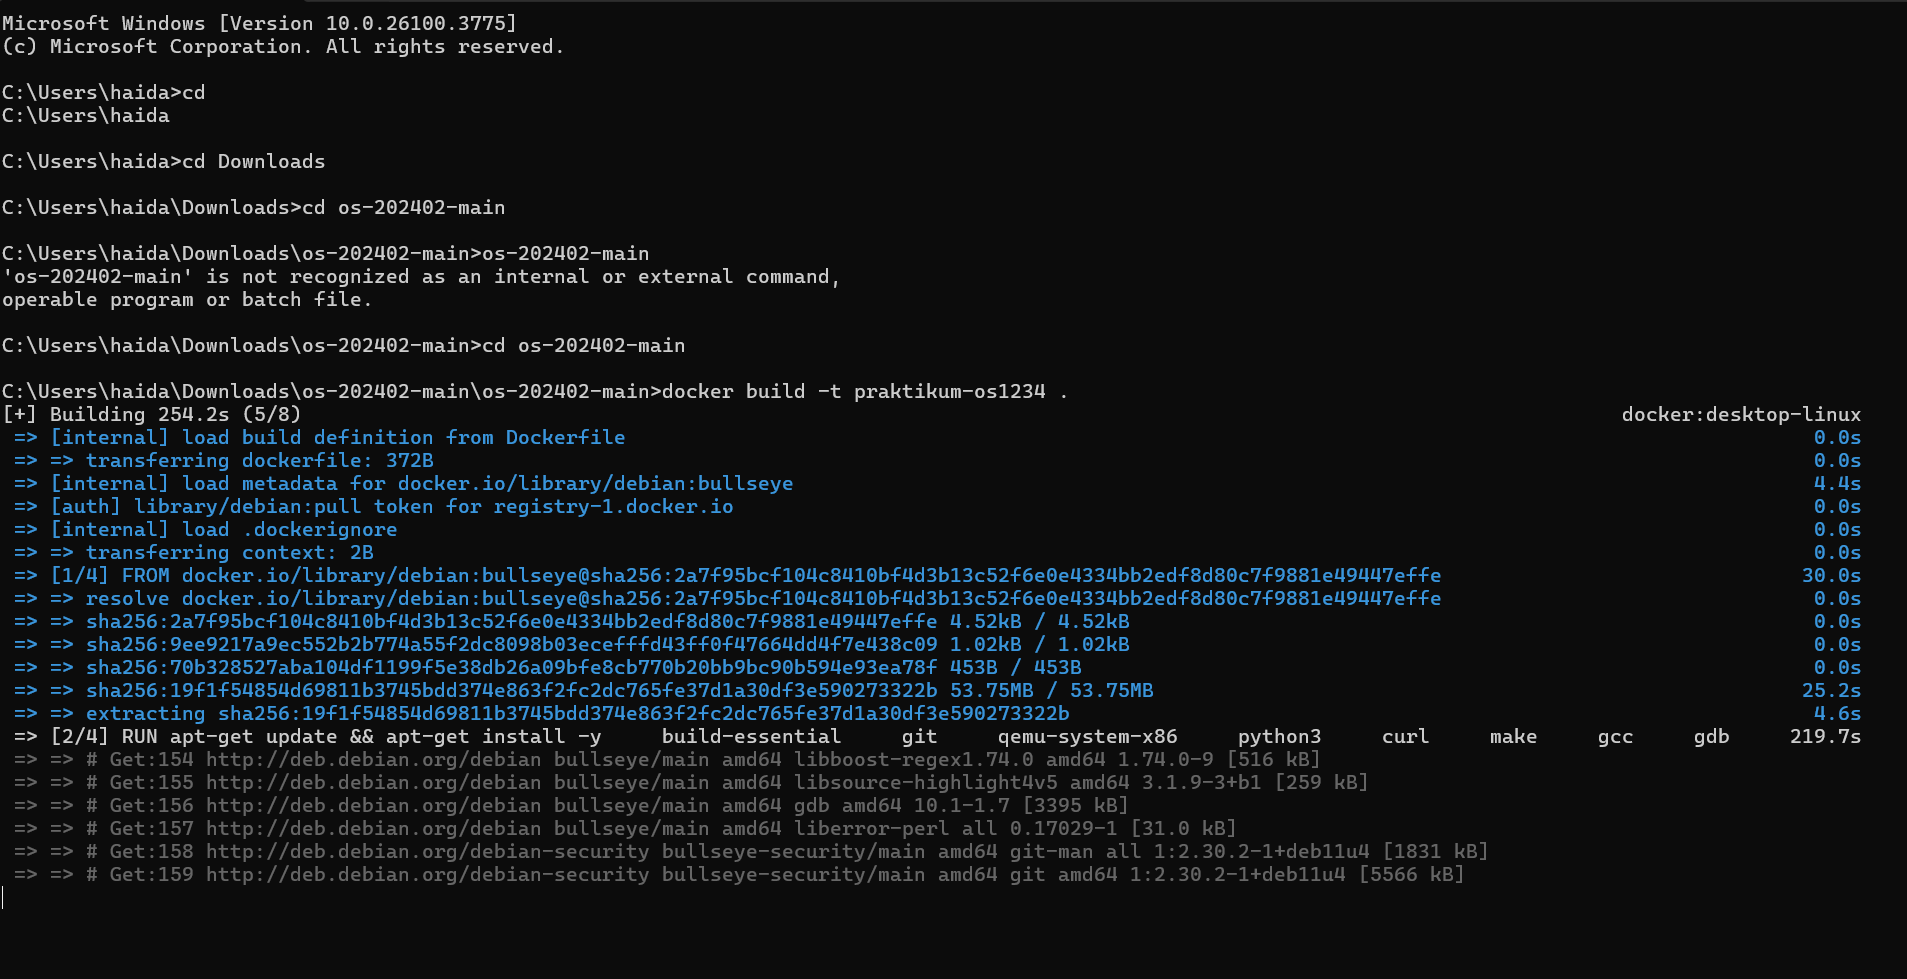 Microsoft Windows [Version 10.0.26100.3775]
(c) Microsoft Corporation. All rights reserved.
C:\Users\haida>cd
C:\Users\haida
C:\Users\haida>cd Downloads
C:\Users\haida\Downloads>cd os-202402-main
C:\Users\haida\Downloads\os-202402-main>os-202402-main
'os-202402-main' is not recognized as an internal or external command,
operable program or batch file.
C:\Users\haida\Downloads\os-202402-main>cd os-202402-main
C:\Users\haida\Downloads\os-202402-main\os-202402-main>docker build -t praktikum-os1234 .
[+] Building 254.2s (5/8) docker:desktop-linux
=> [internal] load build definition from Dockerfile 0.0s
=> => transferring dockerfile: 372B 0.0s
=> [internal] load metadata for docker.io/library/debian:bullseye 4.4s
=> [auth] library/debian:pull token for registry-1.docker.io 0.0s
=> [internal] load .dockerignore 0.0s
=> => transferring context: 2B 0.0s
=> [1/4] FROM docker.io/library/debian:bullseye@sha256:2a7f95bcf104c8410bf4d3b13c52f6e0e4334bb2edf8d80c7f9881e49447effe 30.0s
=> => resolve docker.io/library/debian:bullseye@sha256:2a7f95bcf104c8410bf4d3b13c52f6e0e4334bb2edf8d80c7f9881e49447effe 0.0s
=> => sha256:2a7f95bcf104c8410bf4d3b13c52f6e0e4334bb2edf8d80c7f9881e49447effe 4.52kB / 4.52kB 0.0s
=> => sha256:9ee9217a9ec552b2b774a55f2dc8098b03ecefffd43ff0f47664dd4f7e438c09 1.02kB / 1.02kB 0.0s
=> => sha256:70b328527aba104df1199f5e38db26a09bfe8cb770b20bb9bc90b594e93ea78f 453B / 453B 0.0s
=> => sha256:19f1f54854d69811b3745bdd374e863f2fc2dc765fe37d1a30df3e590273322b 53.75MB / 53.75MB 25.2s
=> => extracting sha256:19f1f54854d69811b3745bdd374e863f2fc2dc765fe37d1a30df3e590273322b 4.6s
=> [2/4] RUN apt-get update && apt-get install -y build-essential git qemu-system-x86 python3 curl make gcc gdb 219.7s
=> => # Get:154 http://deb.debian.org/debian bullseye/main amd64 libboost-regex1.74.0 amd64 1.74.0-9 [516 kB]
=> => # Get:155 http://deb.debian.org/debian bullseye/main amd64 libsource-highlight4v5 amd64 3.1.9-3+b1 [259 kB]
=> => # Get:156 http://deb.debian.org/debian bullseye/main amd64 gdb amd64 10.1-1.7 [3395 kB]
=> => # Get:157 http://deb.debian.org/debian bullseye/main amd64 liberror-perl all 0.17029-1 [31.0 kB]
=> => # Get:158 http://deb.debian.org/debian-security bullseye-security/main amd64 git-man all 1:2.30.2-1+deb11u4 [1831 kB]
=> => # Get:159 http://deb.debian.org/debian-security bullseye-security/main amd64 git amd64 1:2.30.2-1+deb11u4 [5566 kB]